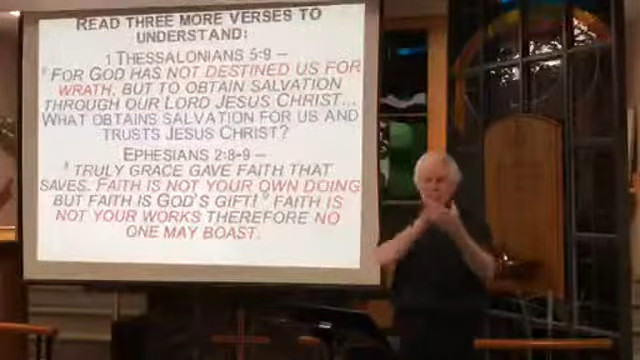 READ THREE MORE VERSES TO
UNDERSTAND:
1 THESSALONIANS 5:9 –
9 FOR GOD HAS NOT DESTINED US FOR
WRATH, BUT TO OBTAIN SALVATION
THROUGH OUR LORD JESUS CHRIST...
WHAT OBTAINS SALVATION FOR US AND
TRUSTS JESUS CHRIST?
EPHESIANS 2:8-9 –
8 TRULY GRACE GAVE FAITH THAT
SAVES. FAITH IS NOT YOUR OWN DOING
BUT FAITH IS GOD'S GIFT! 9 FAITH IS
NOT YOUR WORKS THEREFORE NO
ONE MAY BOAST.